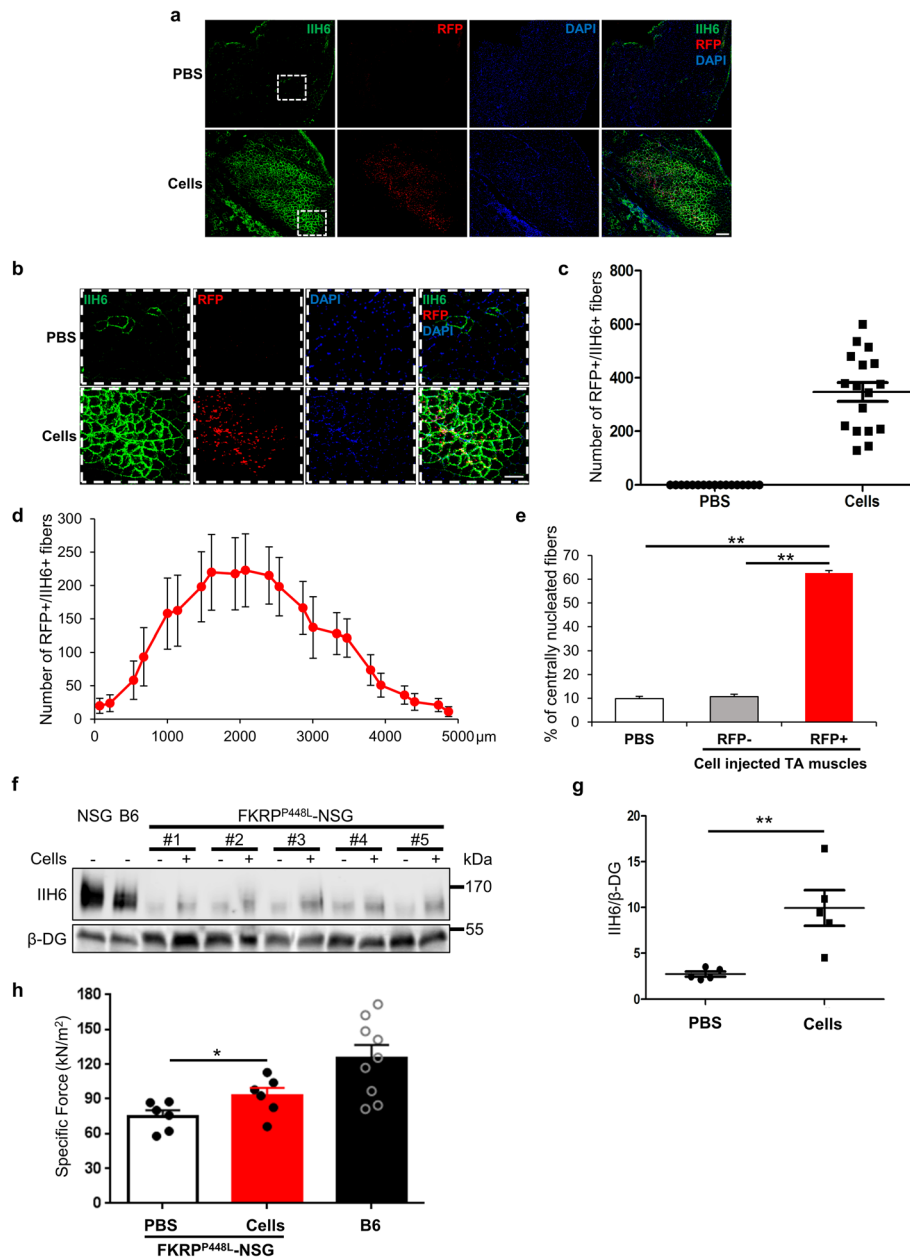 a
IIH6 RFP DAPI IIH6
RFP
DAPI
PBS
Cells
b
IIH6 RFP DAPI IIH6
RFP
DAPI
PBS
Cells
c
Number of RFP+/IIH6+ fibers
800
600
400
200
0
PBS Cells
d
Number of RFP+/IIH6+ fibers
300
250
200
150
100
50
0
0 1000 2000 3000 4000 5000 μm
e
% of centrally nucleated fibers
70
60
50
40
30
20
10
0
**
**
PBS RFP- RFP+
Cell injected TA muscles
f
NSG B6 FKRPP448L-NSG
#1 #2 #3 #4 #5
Cells - - - + - + - + - + - + kDa
IIH6 170
55
β-DG
g
IIH6/β-DG
20
15
10
5
0
**
PBS Cells
h
Specific Force (kN/m2)
180
150
120
90
60
30
0
*
PBS Cells B6
FKRPP448L-NSG